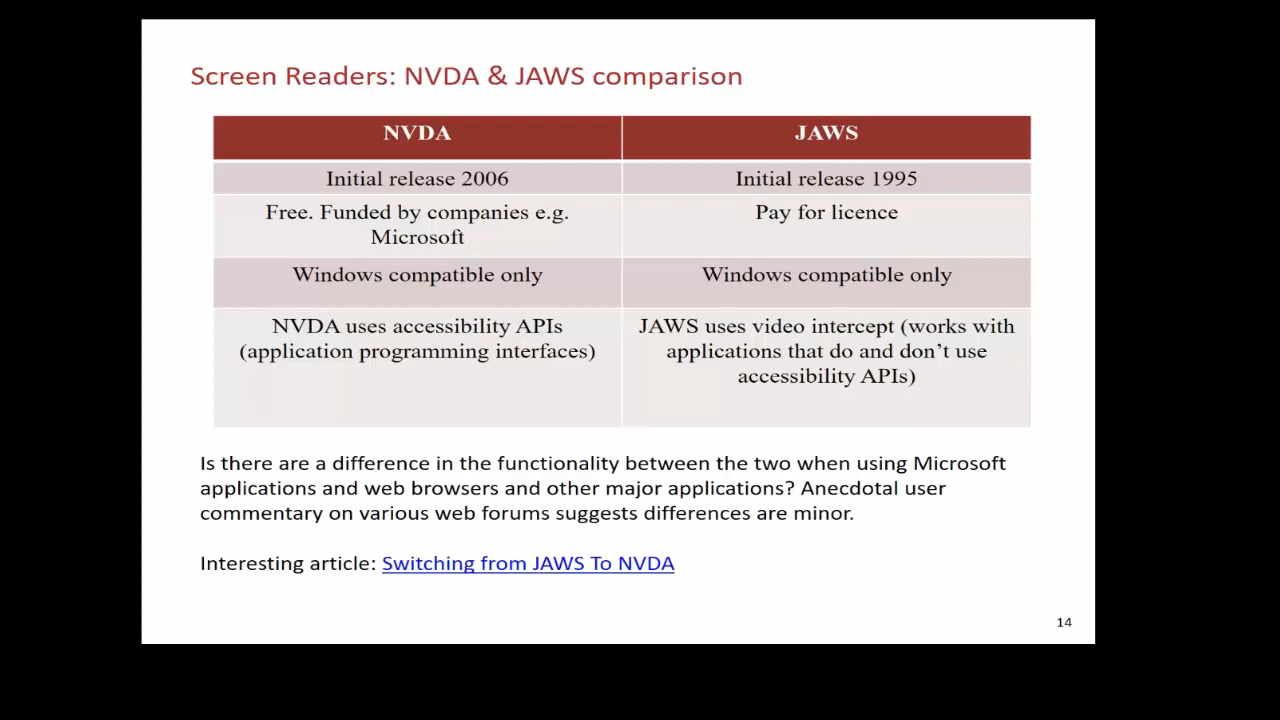 Screen Readers: NVDA & JAWS comparison
NVDA
JAWS
Initial release 2006
Initial release 1995
Free. Funded by companies e.g.
Microsoft
Pay for licence
Windows compatible only
Windows compatible only
NVDA uses accessibility APIs
(application programming interfaces)
JAWS uses video intercept (works with
applications that do and don’t use
accessibility APIs)
Is there are a difference in the functionality between the two when using Microsoft
applications and web browsers and other major applications? Anecdotal user
commentary on various web forums suggests differences are minor.
Interesting article: Switching from JAWS To NVDA
14